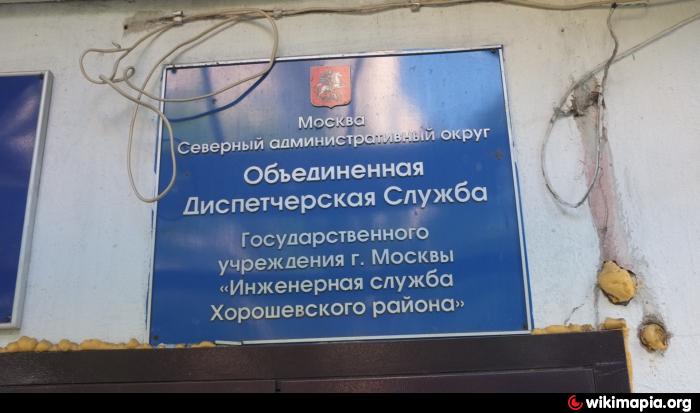 Москва
Северный административный округ
Объединенная
Диспетчерская Служба
Государственного
учреждения г. Москвы
«Инженерная служба
Хорошевского района»
wikimapia.org